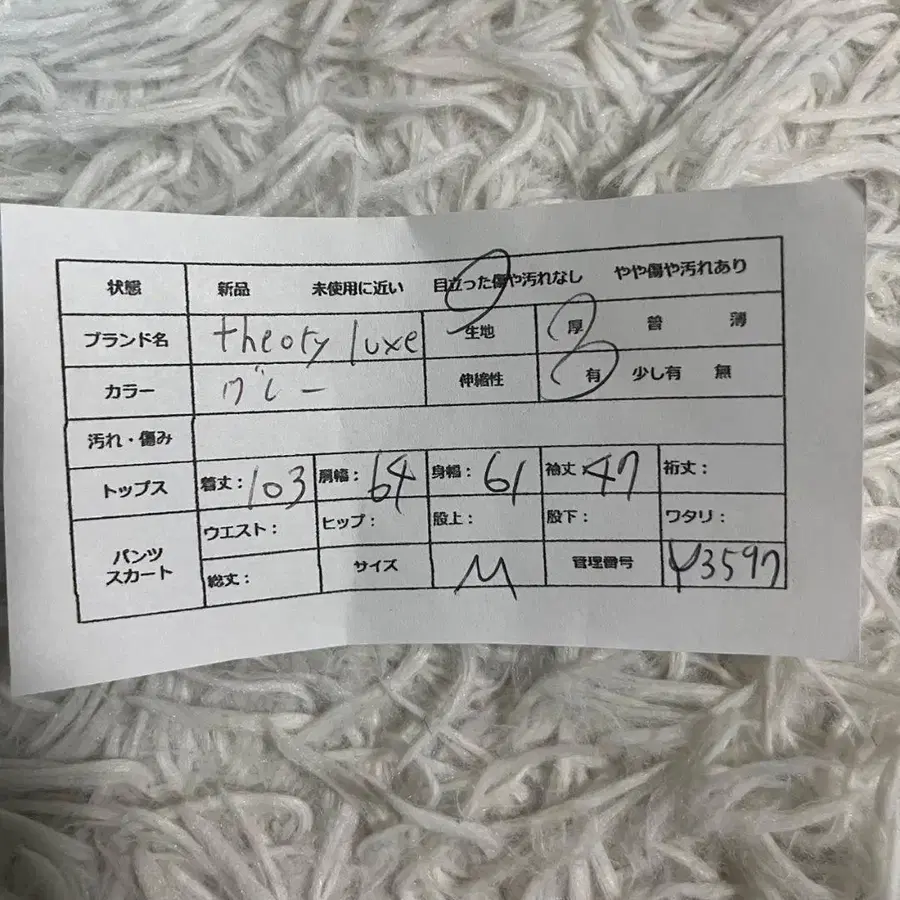 状態 新品 未使用に近い 目立った傷や汚れなし やや傷や汚れあり
ブランド名 theory luxe 生地 厚 普 薄
カラー グレー 伸縮性 有 少し有 無
汚れ・傷み
トップス 着丈: 103 肩幅: 64 身幅: 61 袖丈: 47 裄丈:
パンツ スカート
ウエスト: ヒップ: 股上: 股下: ワタリ:
総丈: サイズ M 管理番号 Y3597